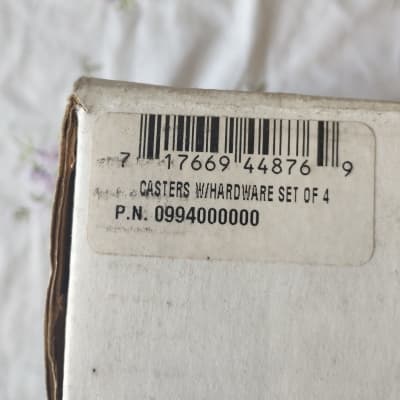 7 17669 44876 9
CASTERS W/HARDWARE SET OF 4
P.N. 0994000000